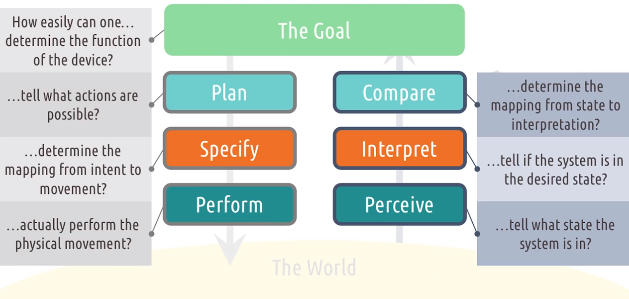 How easily can one…
determine the function
of the device?
The Goal
…tell what actions are
possible?
Plan
Compare
…determine the
mapping from state to
interpretation?
…determine the
mapping from intent to
movement?
Specify
Interpret
…tell if the system is in
the desired state?
…actually perform the
physical movement?
Perform
Perceive
…tell what state the
system is in?
The World